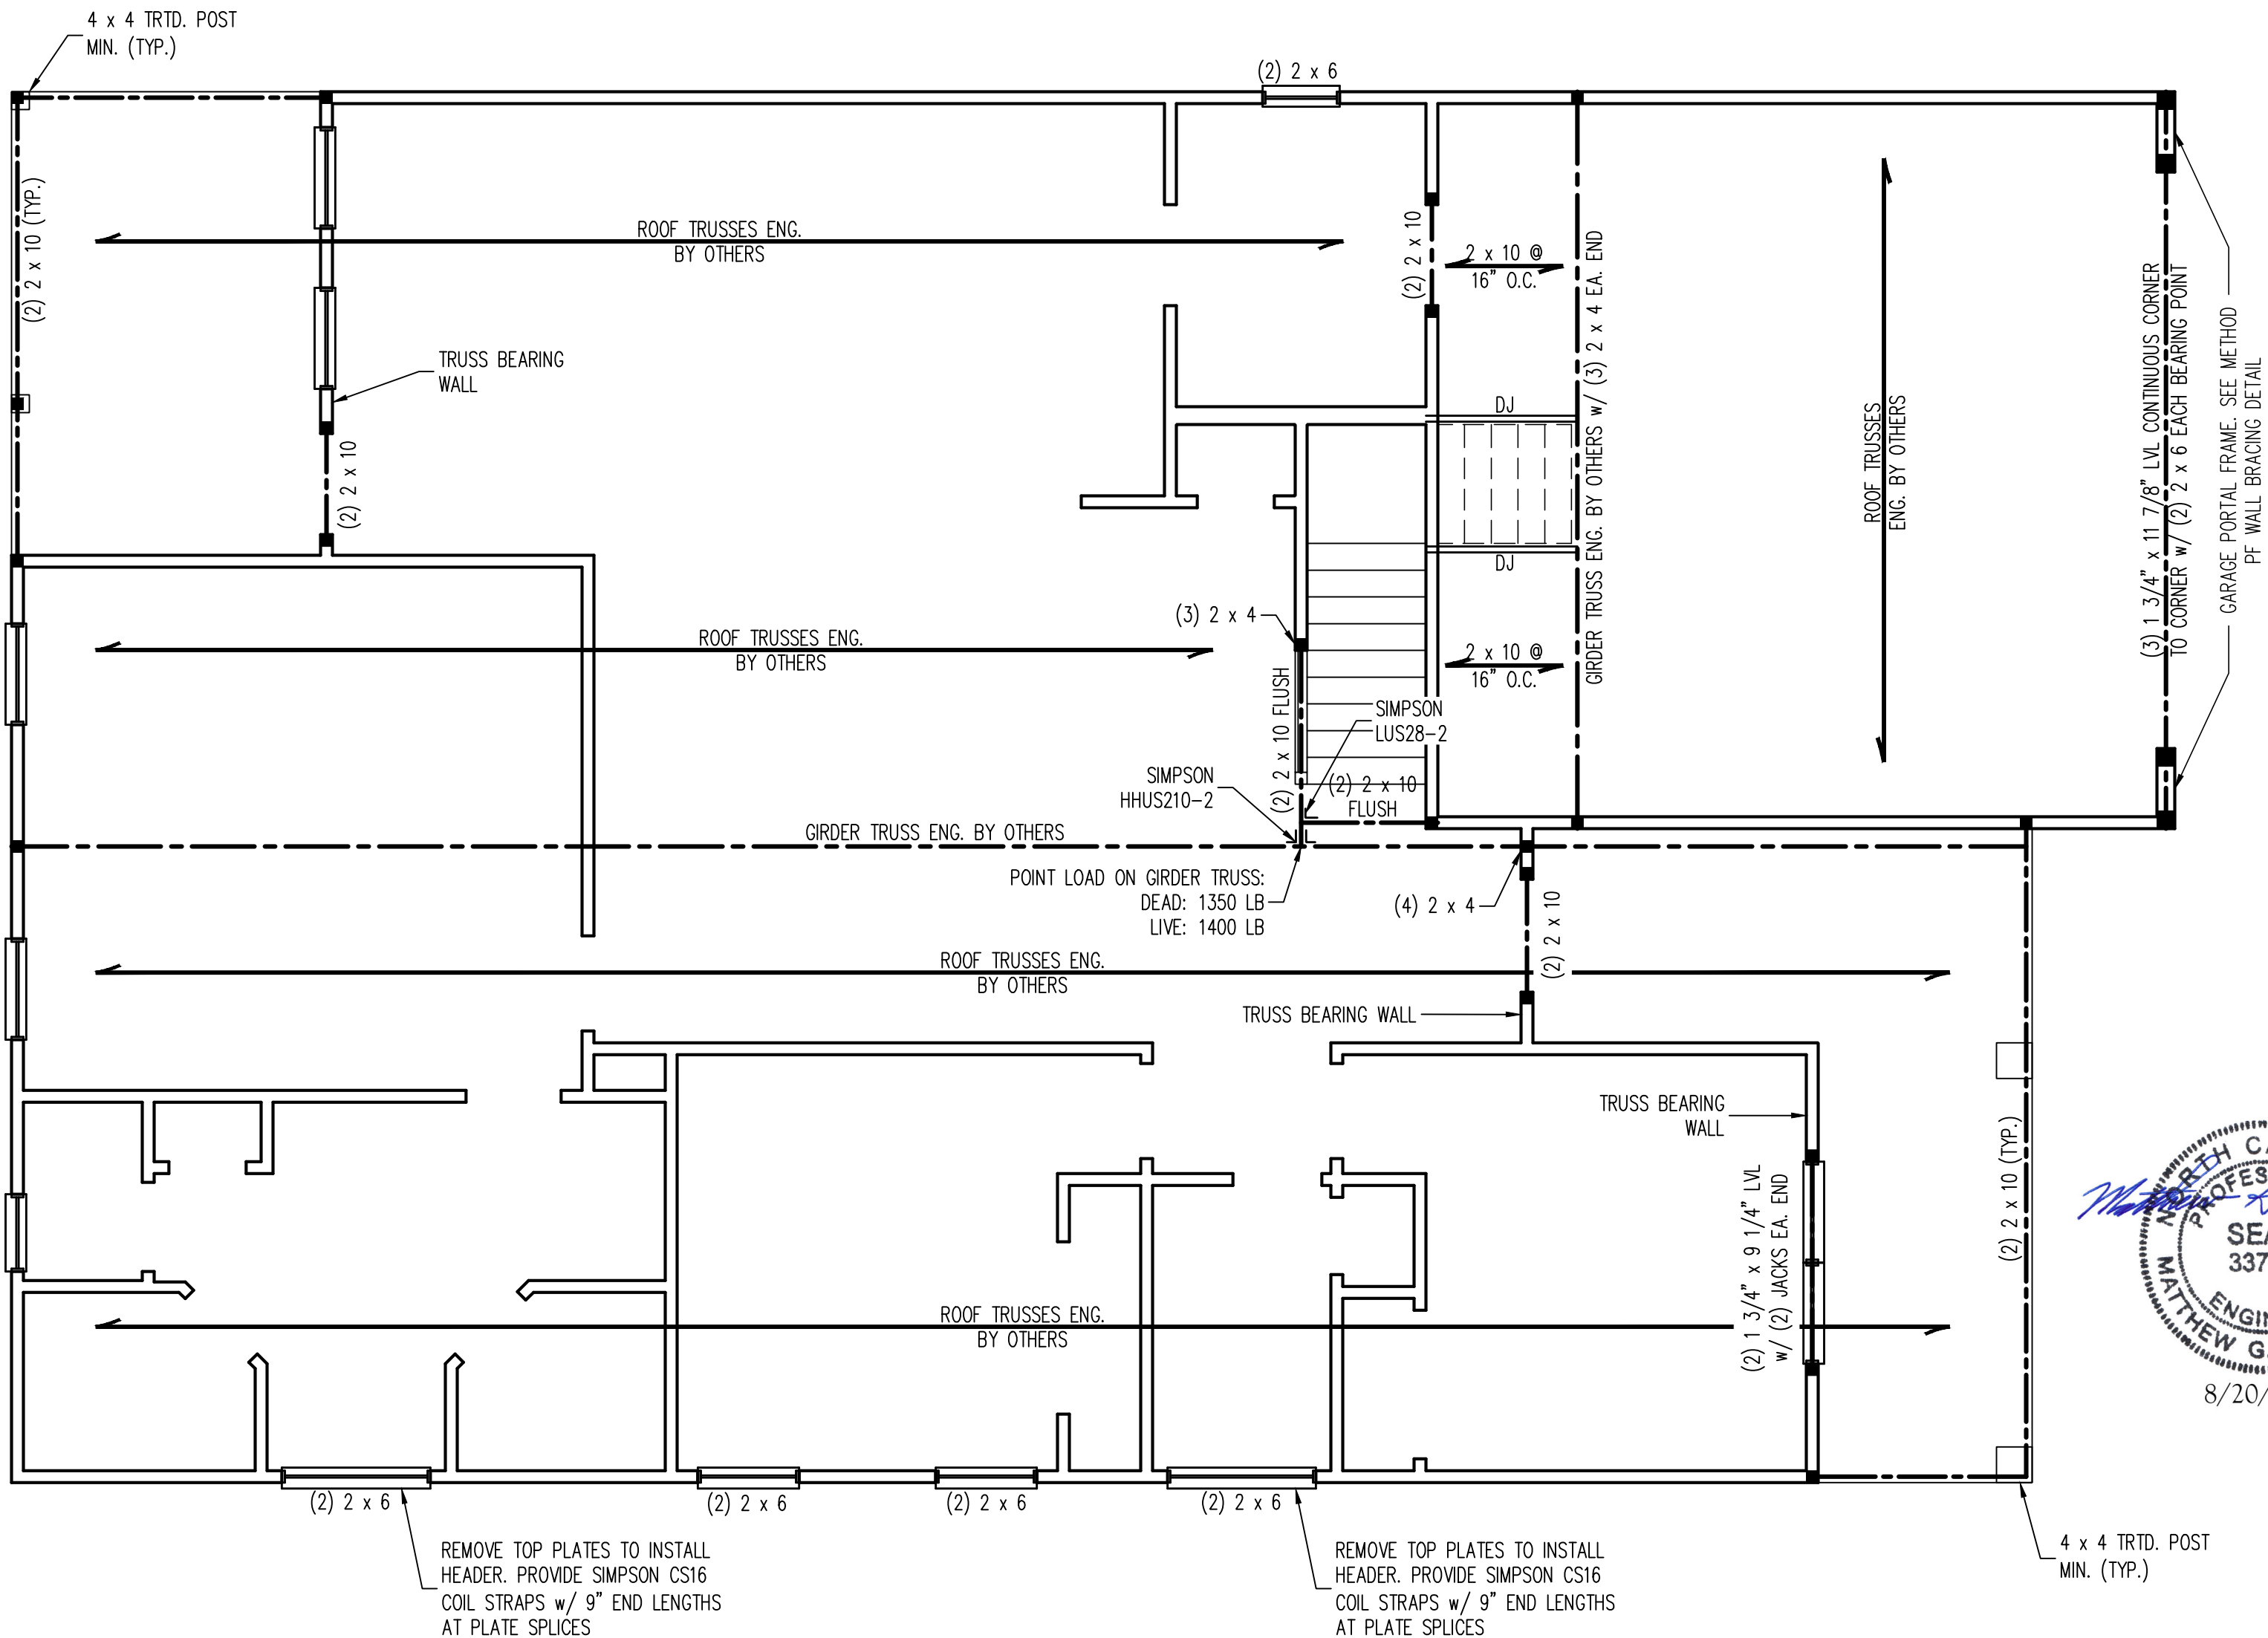 4 x 4 TRTD. POST
MIN. (TYP.)
(2) 2 x 6
(2) 2 x 10 (TYP.)
ROOF TRUSSES ENG.
BY OTHERS
(2) 2 x 10
2 x 10 @
16" O.C.
TRUSS BEARING
WALL
(2) 2 x 10
DJ
DJ
GIRDER TRUSS ENG. BY OTHERS w/ (3) 2 x 4 EA. END
ROOF TRUSSES
ENG. BY OTHERS
(3) 1 3/4" x 11 7/8" LVL CONTINUOUS CORNER
TO CORNER w/ (2) 2 x 6 EACH BEARING POINT
GARAGE PORTAL FRAME. SEE METHOD
PF WALL BRACING DETAIL
(3) 2 x 4
ROOF TRUSSES ENG.
BY OTHERS
2 x 10 @
16" O.C.
(2) 2 x 10 FLUSH
SIMPSON
LUS28-2
SIMPSON
HHUS210-2
(2) 2 x 10
FLUSH
GIRDER TRUSS ENG. BY OTHERS
POINT LOAD ON GIRDER TRUSS:
DEAD: 1350 LB
LIVE: 1400 LB
(4) 2 x 4
(2) 2 x 10
ROOF TRUSSES ENG.
BY OTHERS
TRUSS BEARING WALL
TRUSS BEARING
WALL
(2) 1 3/4" x 9 1/4" LVL
w/ (2) JACKS EA. END
(2) 2 x 10 (TYP.)
NORTH CA
PROFES
SEA
337
ENGI
MATTHEW G
8/20/
ROOF TRUSSES ENG.
BY OTHERS
(2) 2 x 6
(2) 2 x 6
(2) 2 x 6
(2) 2 x 6
REMOVE TOP PLATES TO INSTALL
HEADER. PROVIDE SIMPSON CS16
COIL STRAPS w/ 9" END LENGTHS
AT PLATE SPLICES
REMOVE TOP PLATES TO INSTALL
HEADER. PROVIDE SIMPSON CS16
COIL STRAPS w/ 9" END LENGTHS
AT PLATE SPLICES
4 x 4 TRTD. POST
MIN. (TYP.)